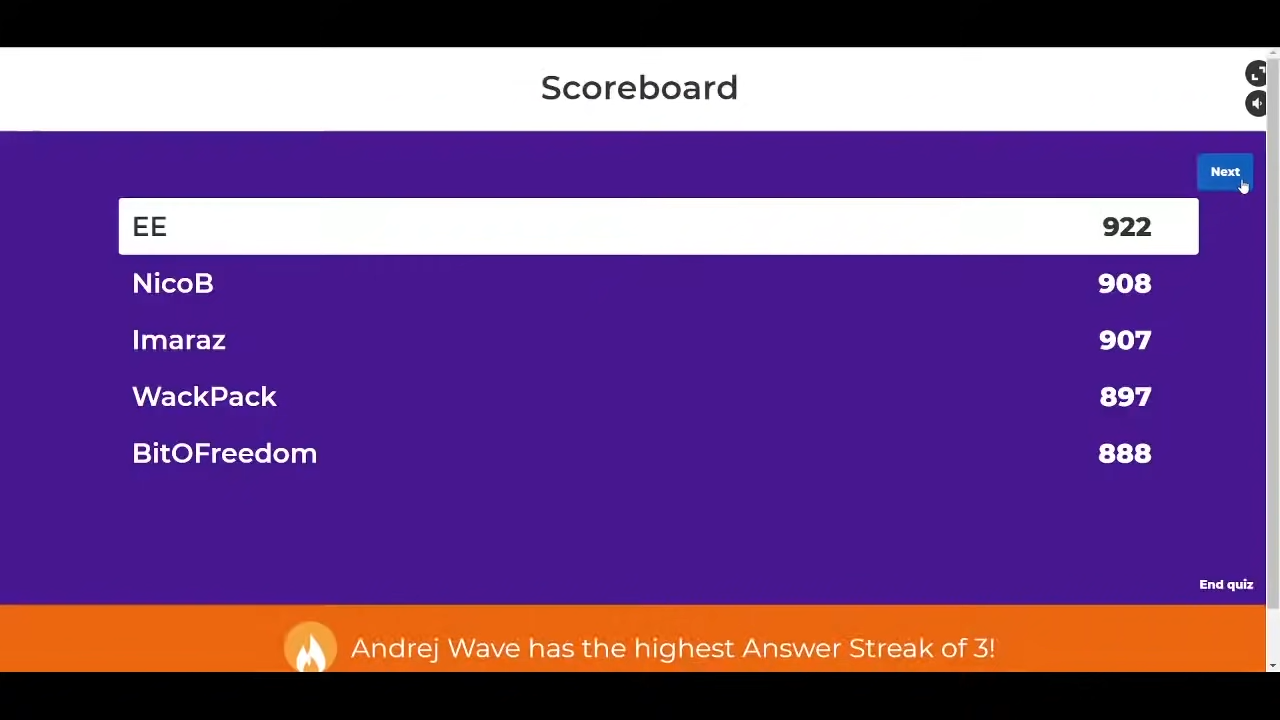 Scoreboard
Next
EE 922
NicoB 908
Imaraz 907
WackPack 897
BitOFreedom 888
End quiz
Andrej Wave has the highest Answer Streak of 3!